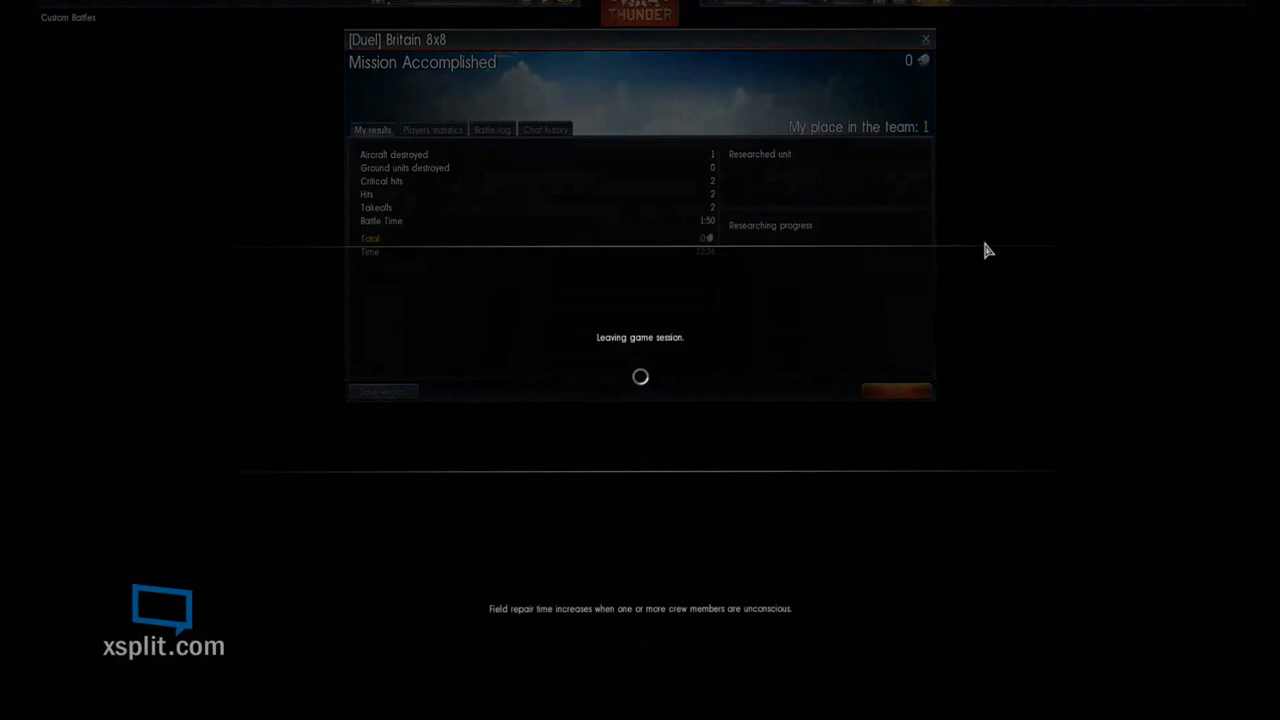 Custom Battles
THUNDER
[Duel] Britain 8x8
Mission Accomplished
0
My results
Players statistics
Battle log
Chat history
My place in the team: 1
Aircraft destroyed 1
Ground units destroyed 0
Critical hits 2
Hits 2
Takeoffs 2
Battle Time 1:50
Total 0
Time
Researched unit
Researching progress
Leaving game session.
Save Replay
Field repair time increases when one or more crew members are unconscious.
xsplit.com